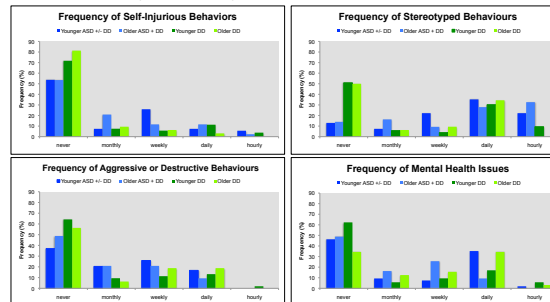 Frequency of Self-Injurious Behaviors
Younger ASD +/- DD Older ASD + DD Younger DD Older DD
Frequency (%)
90
80
70
60
50
40
30
20
10
0
never monthly weekly daily hourly
Frequency of Stereotyped Behaviours
Younger ASD +/- DD Older ASD + DD Younger DD Older DD
Frequency (%)
90
80
70
60
50
40
30
20
10
0
never monthly weekly daily hourly
Frequency of Aggressive or Destructive Behaviours
Younger ASD +/- DD Older ASD + DD Younger DD Older DD
Frequency (%)
90
80
70
60
50
40
30
20
10
0
never monthly weekly daily hourly
Frequency of Mental Health Issues
Younger ASD +/- DD Older ASD + DD Younger DD Older DD
Frequency (%)
90
80
70
60
50
40
30
20
10
0
never monthly weekly daily hourly